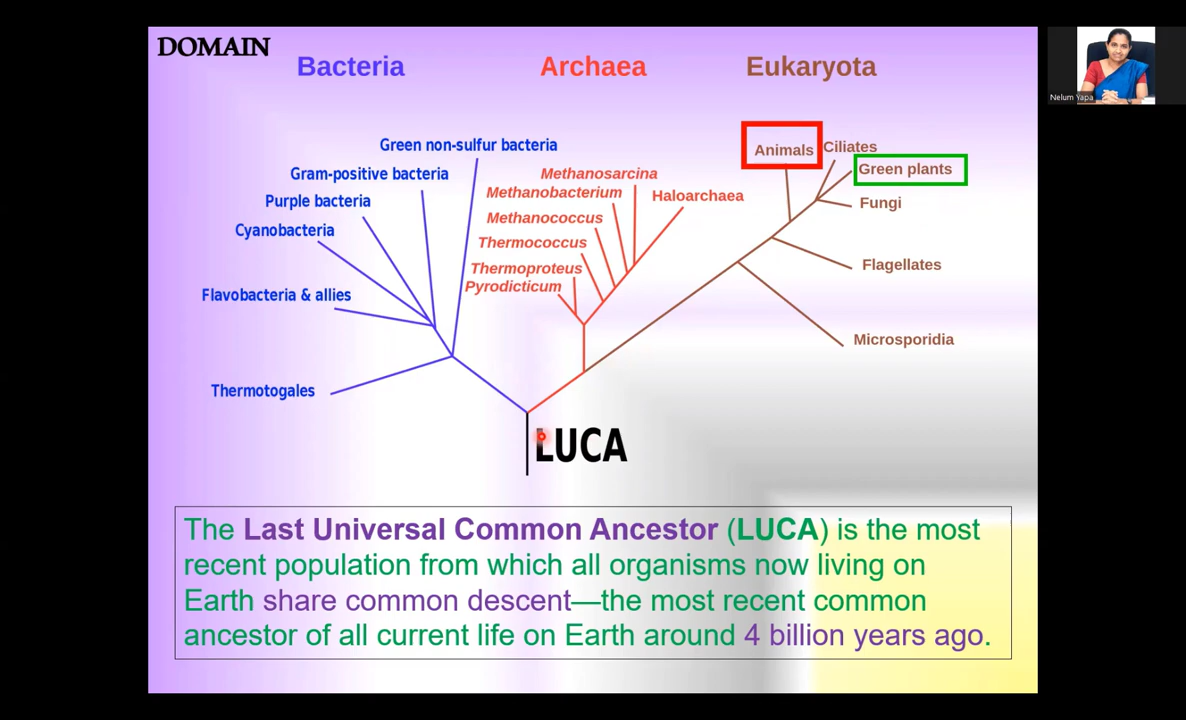 DOMAIN
Bacteria
Archaea
Eukaryota
Nelum Yapa
Green non-sulfur bacteria
Gram-positive bacteria
Purple bacteria
Cyanobacteria
Flavobacteria & allies
Thermotogales
Methanosarcina
Methanobacterium
Haloarchaea
Methanococcus
Thermococcus
Thermoproteus
Pyrodicticum
Animals
Ciliates
Green plants
Fungi
Flagellates
Microsporidia
LUCA
The Last Universal Common Ancestor (LUCA) is the most
recent population from which all organisms now living on
Earth share common descent—the most recent common
ancestor of all current life on Earth around 4 billion years ago.